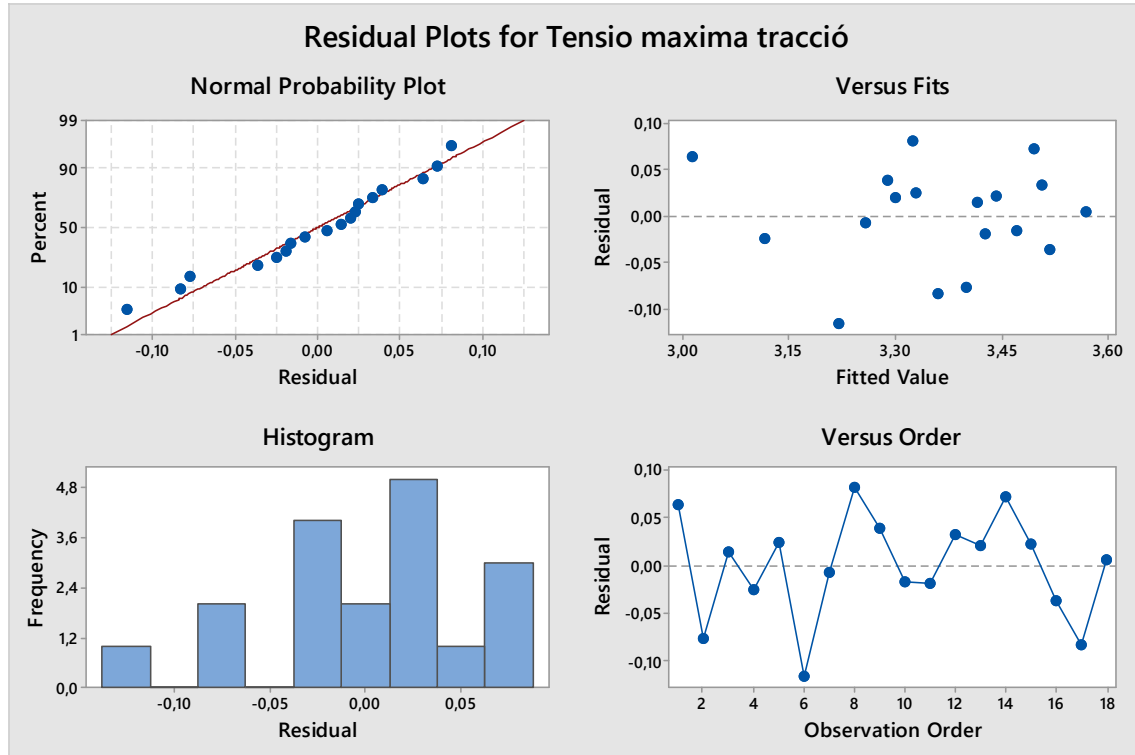 Residual Plots for Tensio maxima tracció
Normal Probability Plot
99
90
50
10
1
Percent
-0,10 -0,05 0,00 0,05 0,10
Residual
Versus Fits
0,10
0,05
0,00
-0,05
-0,10
Residual
3,00 3,15 3,30 3,45 3,60
Fitted Value
Histogram
4,8
3,6
2,4
1,2
0,0
Frequency
-0,10 -0,05 0,00 0,05
Residual
Versus Order
0,10
0,05
0,00
-0,05
-0,10
Residual
2 4 6 8 10 12 14 16 18
Observation Order